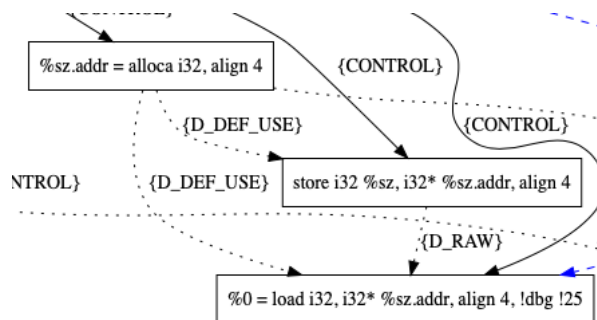 %sz.addr = alloca i32, align 4
{CONTROL}
{D_DEF_USE}
{CONTROL}
NTROL}
{D_DEF_USE}
store i32 %sz, i32* %sz.addr, align 4
{D_RAW}
%0 = load i32, i32* %sz.addr, align 4, !dbg !25